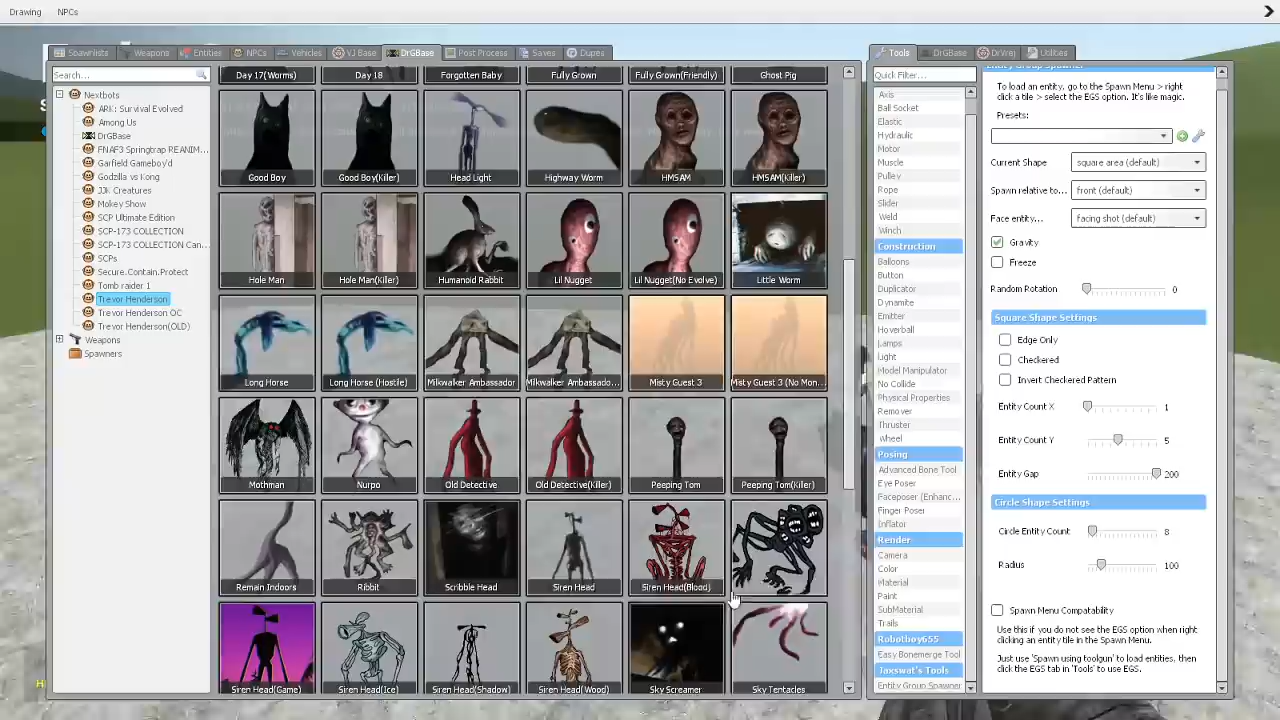 Drawing NPCs
Spawnlists Weapons Entities NPCs Vehicles VJ Base DrGBase Post Process Saves Dupes
Tools DrGBase DrVrej Utilities
Search...
Nextbots
ARK: Survival Evolved
Among Us
DrGBase
FNAF3 Springtrap REANIM...
Garfield Gameboy'd
Godzilla vs Kong
JJK Creatures
Mokey Show
SCP Ultimate Edition
SCP-173 COLLECTION
SCP-173 COLLECTION Can...
SCPs
Secure.Contain.Protect
Tomb raider 1
Trevor Henderson
Trevor Henderson OC
Trevor Henderson(OLD)
Weapons
Spawners
Day 17(Worms) Day 18 Forgotten Baby Fully Grown Fully Grown(Friendly) Ghost Pig
Good Boy Good Boy(Killer) Head Light Highway Worm HMSAM HMSAM(Killer)
Hole Man Hole Man(Killer) Humanoid Rabbit Lil Nugget Lil Nugget(No Evolve) Little Worm
Long Horse Long Horse (Hostile) Milkwalker Ambassador Milkwalker Ambassado... Misty Guest 3 Misty Guest 3 (No Mon...
Mothman Nurpo Old Detective Old Detective(Killer) Peeping Tom Peeping Tom(Killer)
Remain Indoors Ribbit Scribble Head Siren Head Siren Head(Blood)
Siren Head(Game) Siren Head(Ice) Siren Head(Shadow) Siren Head(Wood) Sky Screamer Sky Tentacles
Quick Filter...
Axis
Ball Socket
Elastic
Hydraulic
Motor
Muscle
Pulley
Rope
Slider
Weld
Winch
Construction
Balloons
Button
Duplicator
Dynamite
Emitter
Hoverball
Lamps
Light
Model Manipulator
No Collide
Physical Properties
Remover
Thruster
Wheel
Posing
Advanced Bone Tool
Eye Poser
Faceposer (Enhanc...
Finger Poser
Inflator
Render
Camera
Color
Material
Paint
SubMaterial
Trails
Robotboy655
Easy Bonemerge Tool
Jaxswat's Tools
Entity Group Spawner
Entity Group Spawner
To load an entity, go to the Spawn Menu > right
click a tile > select the EGS option. It's like magic.
Presets:
Current Shape square area (default)
Spawn relative to... front (default)
Face entity... facing shot (default)
Gravity
Freeze
Random Rotation 0
Square Shape Settings
Edge Only
Checkered
Invert Checkered Pattern
Entity Count X 1
Entity Count Y 5
Entity Gap 200
Circle Shape Settings
Circle Entity Count 8
Radius 100
Spawn Menu Compatability
Use this if you do not see the EGS option when right
clicking an entity tile in the Spawn Menu.
Just use 'Spawn using toolgun' to load entities, then
click the EGS tab in 'Tools' to use EGS.